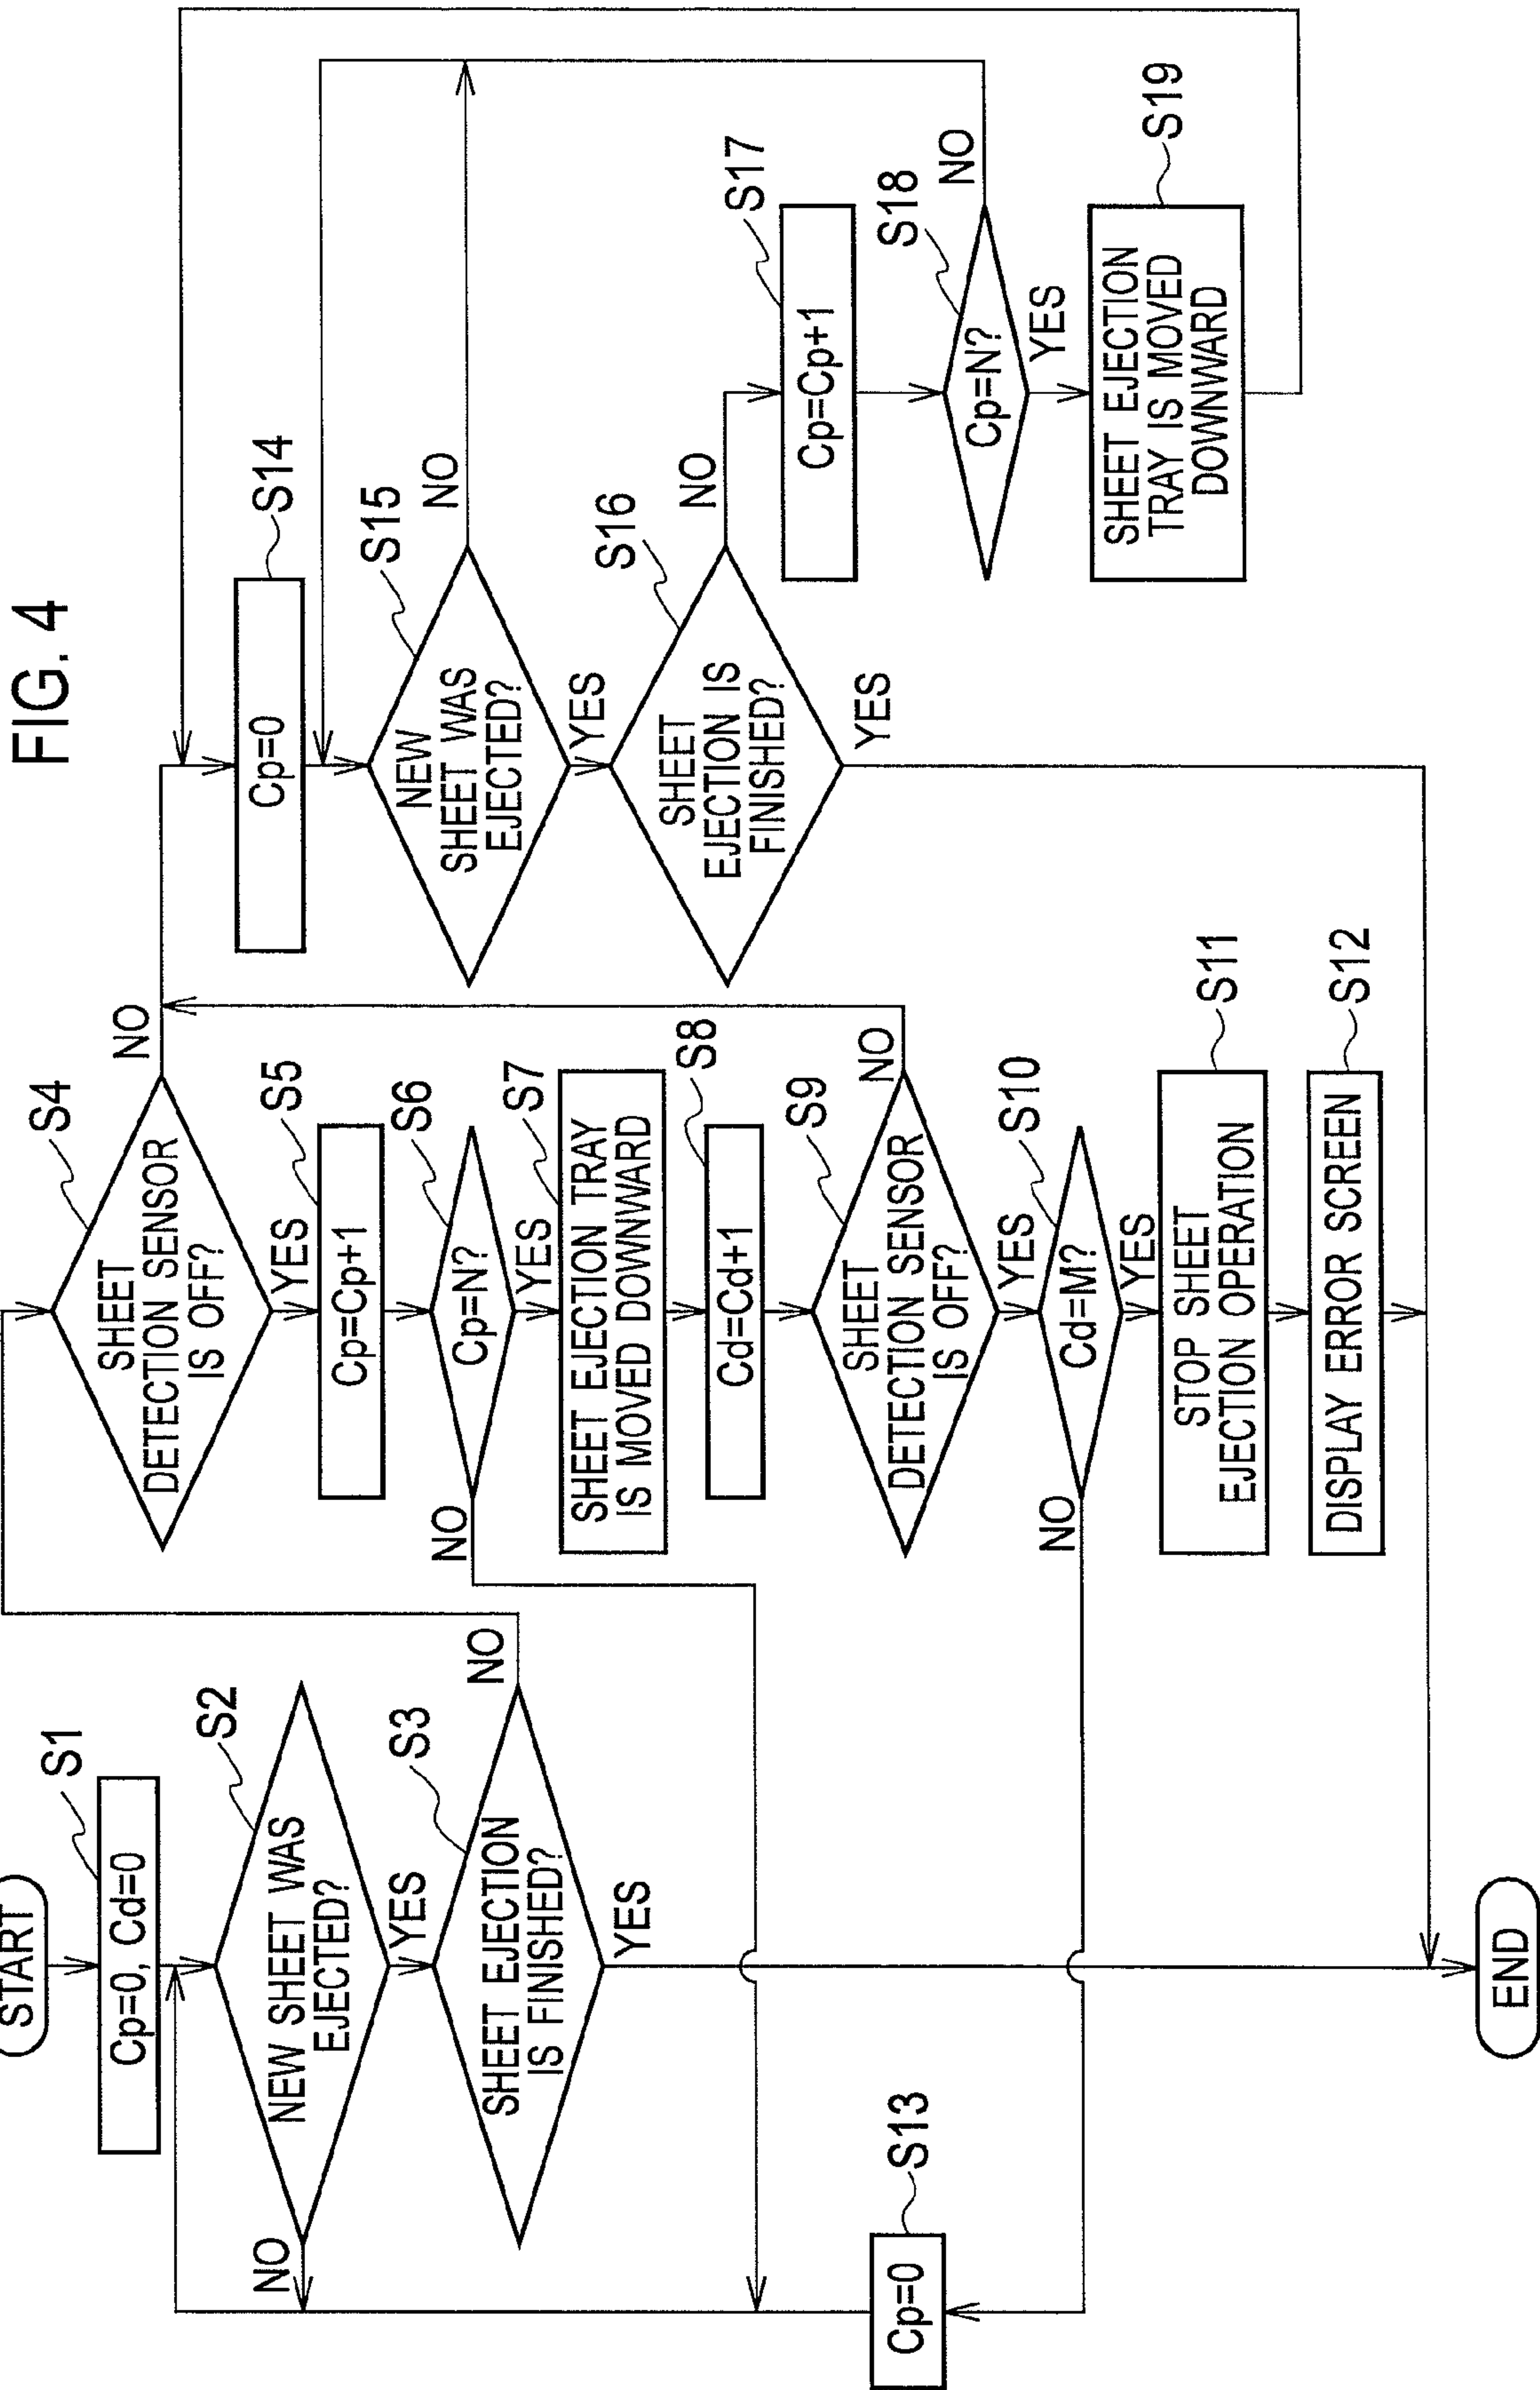 FIG. 4
START
S1
Cp=0, Cd=0
S2
NEW SHEET WAS
EJECTED?
NO
YES
S3
SHEET EJECTION
IS FINISHED?
NO
YES
S4
SHEET
DETECTION SENSOR
IS OFF?
NO
YES
S5
Cp=Cp+1
S6
Cp=N?
NO
YES
S7
SHEET EJECTION TRAY
IS MOVED DOWNWARD
S8
Cd=Cd+1
S9
SHEET
DETECTION SENSOR
IS OFF?
NO
YES
S10
Cd=M?
NO
YES
S11
STOP SHEET
EJECTION OPERATION
S12
DISPLAY ERROR SCREEN
S13
Cp=0
END
S14
Cp=0
S15
NEW
SHEET WAS
EJECTED?
NO
YES
S16
SHEET
EJECTION IS
FINISHED?
NO
YES
S17
Cp=Cp+1
S18
Cp=N?
NO
YES
S19
SHEET EJECTION
TRAY IS MOVED
DOWNWARD